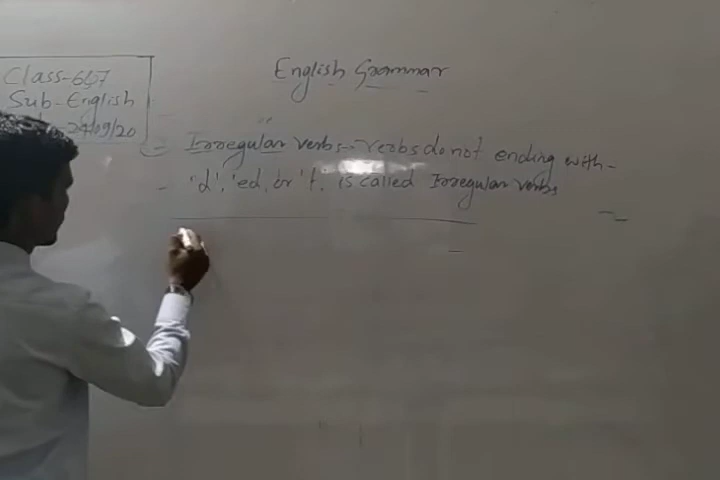 English Grammar
Class-6&7
Sub-English
24/09/20
Irregular verbs-verbs do not ending with-
'd', 'ed, or 't, is called Irregular verbs